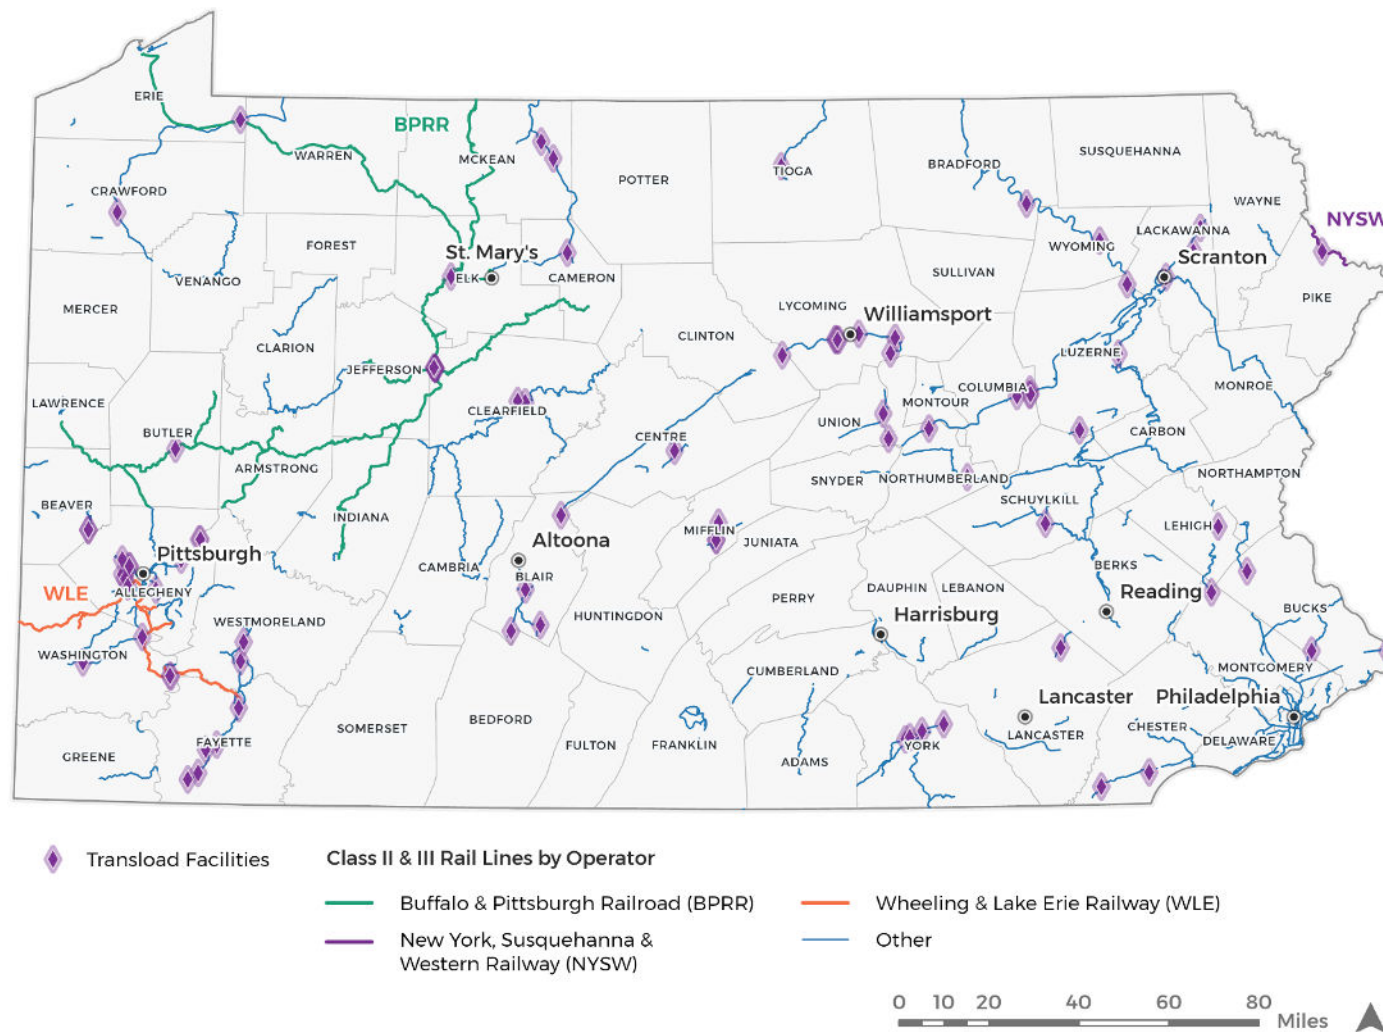 ERIE
BPRR
WARREN
MCKEAN
POTTER
TIOGA
BRADFORD
SUSQUEHANNA
CRAWFORD
WAYNE
NYSW
LACKAWANNA
WYOMING
FOREST
St. Mary's
ELK
CAMERON
SULLIVAN
Scranton
VENANGO
PIKE
MERCER
LYCOMING
Williamsport
CLINTON
CLARION
LUZERNE
JEFFERSON
MONROE
COLUMBIA
LAWRENCE
CLEARFIELD
MONTOUR
UNION
BUTLER
CENTRE
CARBON
ARMSTRONG
NORTHAMPTON
SNYDER
NORTHUMBERLAND
SCHUYLKILL
BEAVER
INDIANA
LEHIGH
MIFFLIN
JUNIATA
Altoona
Pittsburgh
CAMBRIA
BERKS
BLAIR
DAUPHIN
LEBANON
ALLEGHENY
WLE
Reading
PERRY
BUCKS
HUNTINGDON
Harrisburg
WESTMORELAND
WASHINGTON
MONTGOMERY
CUMBERLAND
Lancaster
Philadelphia
SOMERSET
BEDFORD
CHESTER
LANCASTER
FAYETTE
FULTON
FRANKLIN
YORK
DELAWARE
GREENE
ADAMS
Transload Facilities
Class II & III Rail Lines by Operator
Buffalo & Pittsburgh Railroad (BPRR)
Wheeling & Lake Erie Railway (WLE)
New York, Susquehanna &
Western Railway (NYSW)
Other
0 10 20 40 60 80 Miles